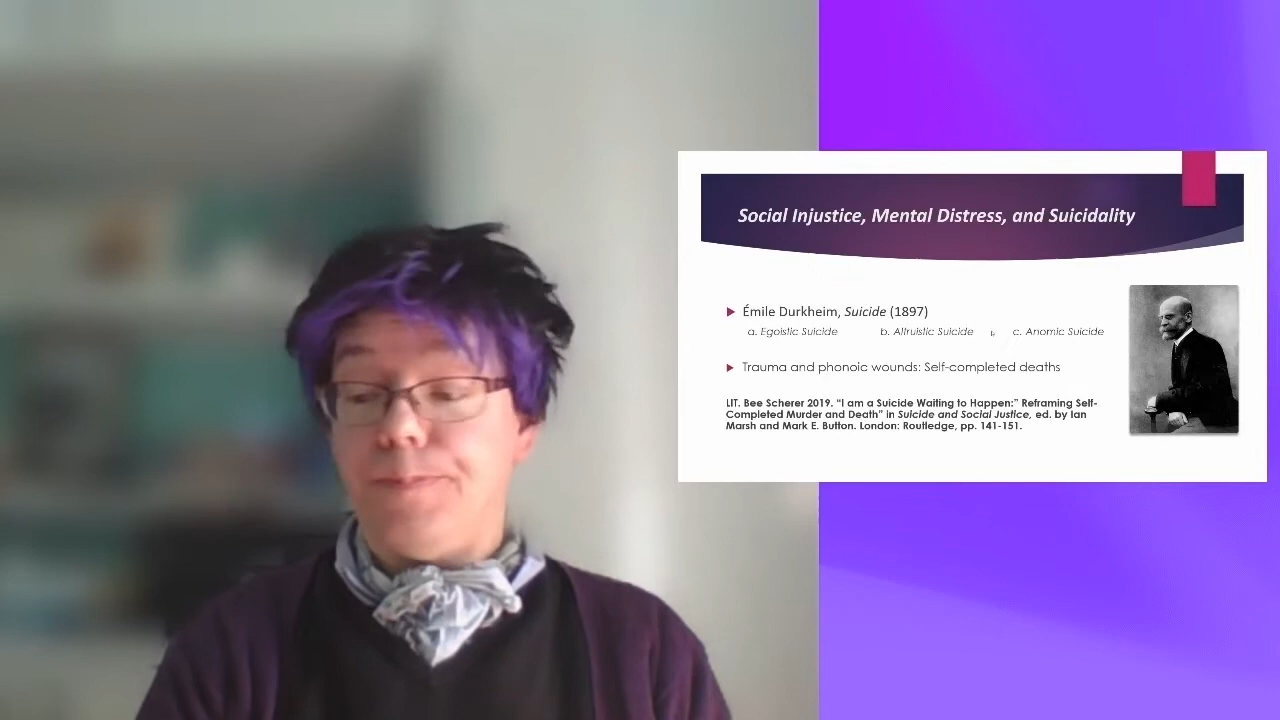 Social Injustice, Mental Distress, and Suicidality
Émile Durkheim, Suicide (1897)
a. Egoistic Suicide b. Altruistic Suicide c. Anomic Suicide
Trauma and phonoic wounds: Self-completed deaths
LIT. Bee Scherer 2019. “I am a Suicide Waiting to Happen:” Reframing Self-
Completed Murder and Death” in Suicide and Social Justice, ed. by Ian
Marsh and Mark E. Button. London: Routledge, pp. 141-151.